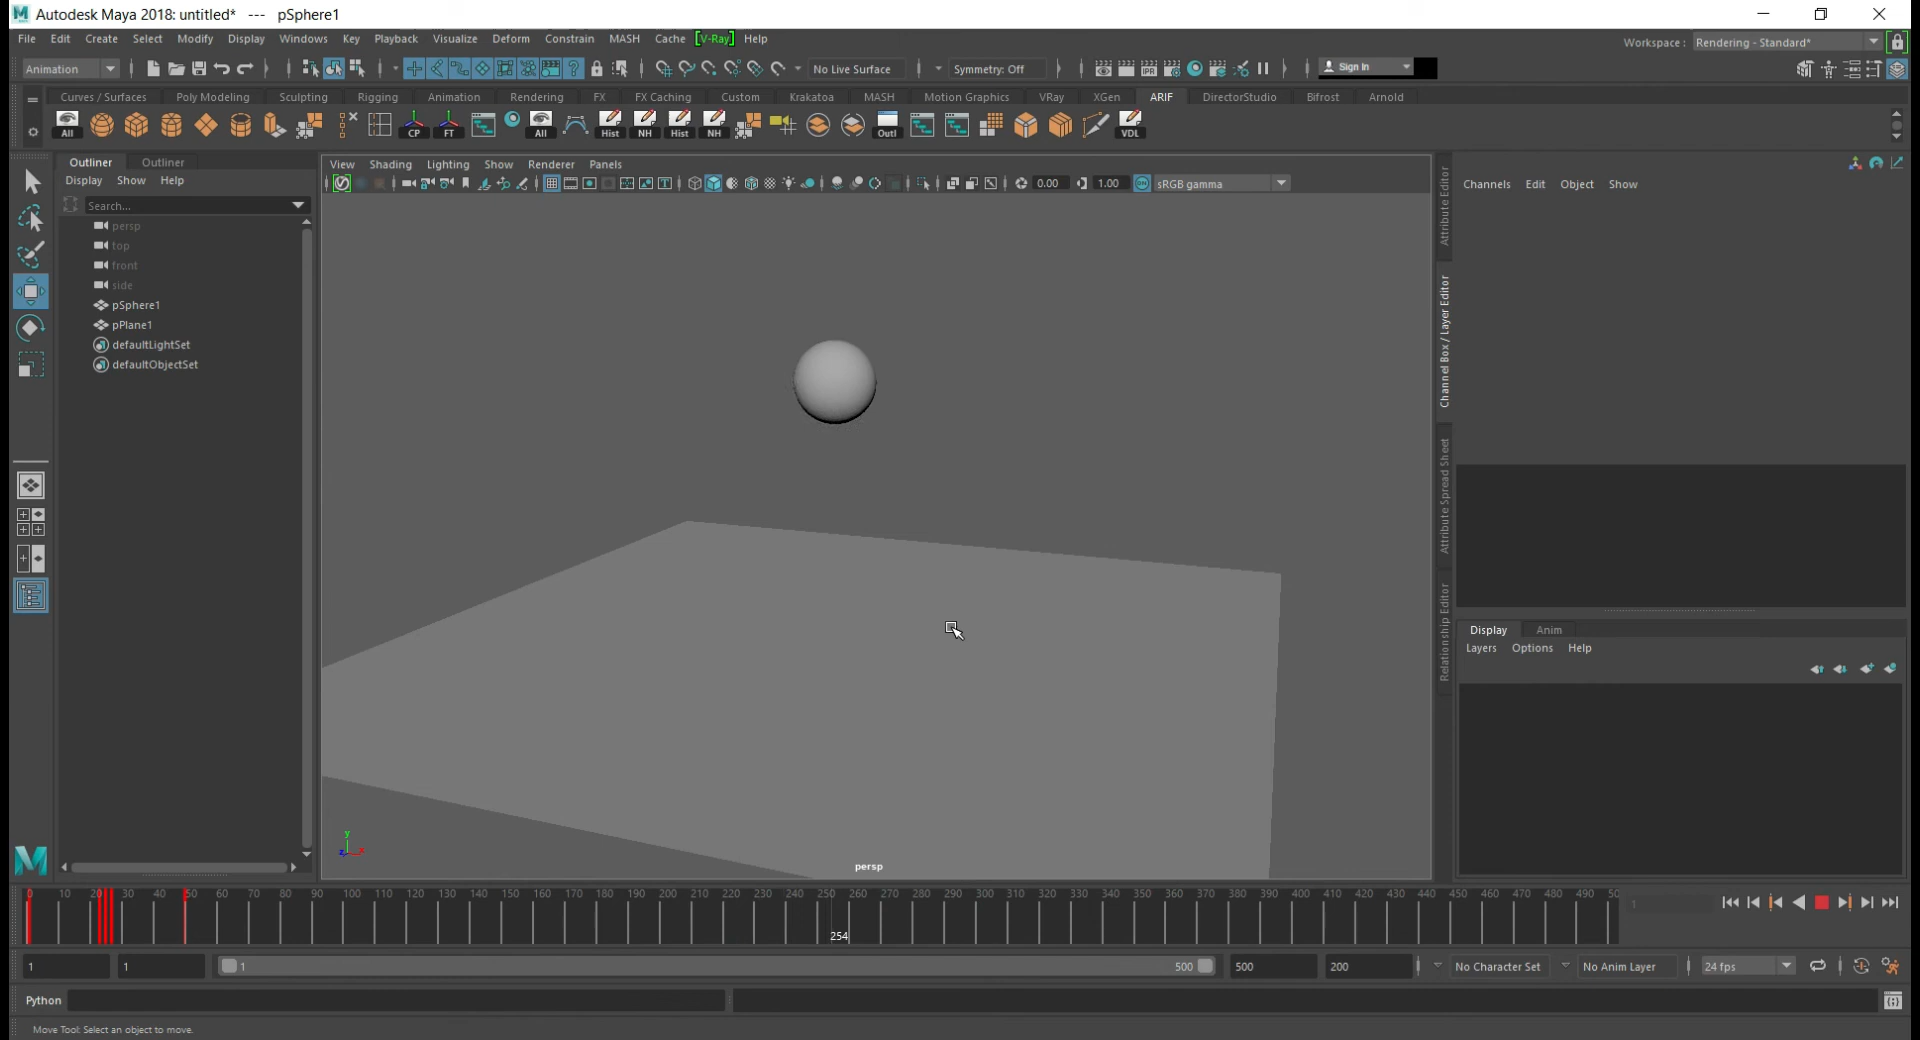 Autodesk Maya 2018: untitled* --- pSphere1
File Edit Create Select Modify Display Windows Key Playback Visualize Deform Constrain MASH Cache [V-Ray] Help
Workspace : Rendering - Standard*
Animation
No Live Surface
Symmetry: Off
Sign In
Curves / Surfaces Poly Modeling Sculpting Rigging Animation Rendering FX FX Caching Custom Krakatoa MASH Motion Graphics VRay XGen ARIF DirectorStudio Bifrost Arnold
All CP FT All Hist NH Hist NH Outl VDL
Outliner Outliner
Display Show Help
Search...
persp
top
front
side
pSphere1
pPlane1
defaultLightSet
defaultObjectSet
View Shading Lighting Show Renderer Panels
0.00 1.00 ON sRGB gamma
y
z x
persp
Attribute Editor
Channel Box / Layer Editor
Attribute Spread Sheet
Relationship Editor
Channels Edit Object Show
Display Anim
Layers Options Help
0 10 20 30 40 50 60 70 80 90 100 110 120 130 140 150 160 170 180 190 200 210 220 230 240 250 260 270 280 290 300 310 320 330 340 350 360 370 380 390 400 410 420 430 440 450 460 470 480 490 50
254
1
1 1 1 500 500 200 No Character Set No Anim Layer 24 fps
Python
Move Tool: Select an object to move.